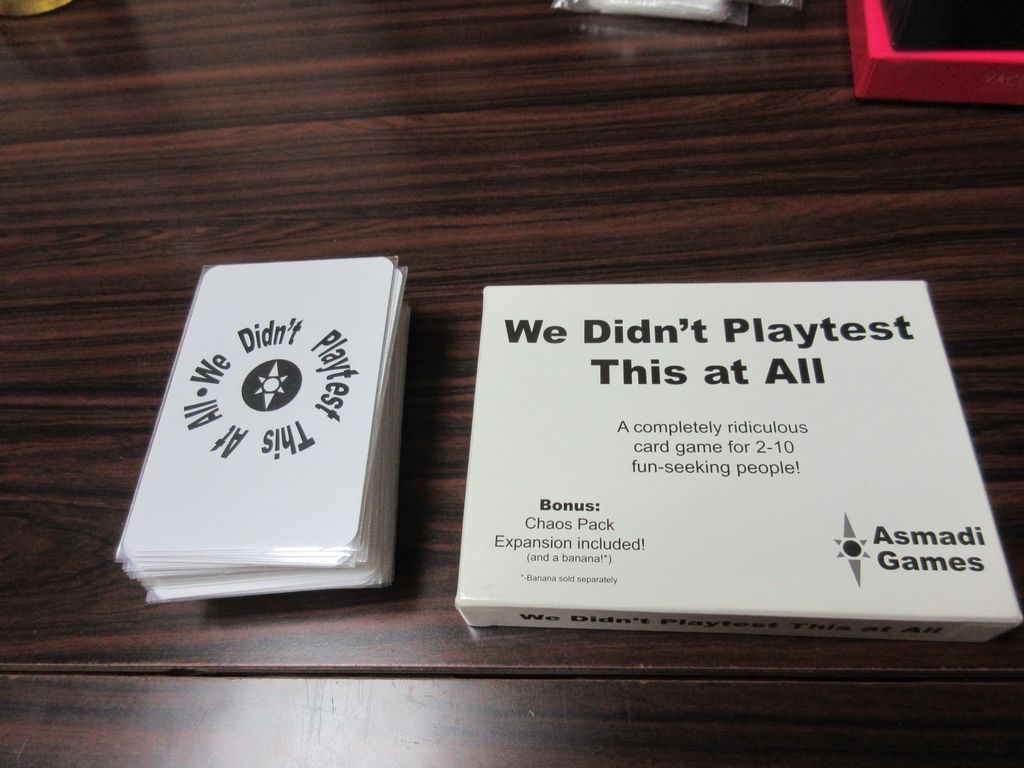 We Didn't Playtest This At All •
We Didn't Playtest
This at All
A completely ridiculous
card game for 2-10
fun-seeking people!
Bonus:
Chaos Pack
Expansion included!
(and a banana!*)
*-Banana sold separately
Asmadi
Games
We Didn't Playtest This at All